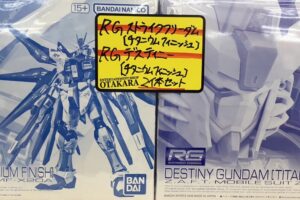 15+
BANDAI NAMCO
RG ストライクフリーダム
[チタニウムフィニッシュ]
RG デスティニー
[チタニウムフィニッシュ]
OTAKARA 2体セット
IUM FINISH]
BAN
DAI
RG
DESTINY GUNDAM [TITA
Z.A.F.T. MOBILE SUIT